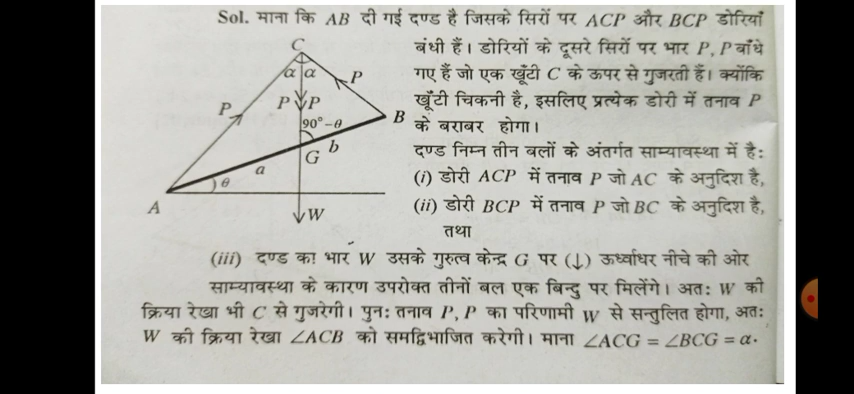 Sol. माना कि AB दी गई दण्ड है जिसके सिरों पर ACP और BCP डोरियां
बंधी हैं। डोरियों के दूसरे सिरों पर भार P, P बाँधे
गए हैं जो एक खूँटी C के ऊपर से गुजरती हैं। क्योंकि
खूँटी चिकनी है, इसलिए प्रत्येक डोरी में तनाव P
के बराबर होगा।
दण्ड निम्न तीन बलों के अंतर्गत साम्यावस्था में है:
(i) डोरी ACP में तनाव P जो AC के अनुदिश है,
(ii) डोरी BCP में तनाव P जो BC के अनुदिश है,
तथा
C
α α
P
P P
P
90°–θ
B
G b
a
θ
A
W
(iii) दण्ड का भार W उसके गुरुत्व केन्द्र G पर (↓) ऊर्ध्वाधर नीचे की ओर
साम्यावस्था के कारण उपरोक्त तीनों बल एक बिन्दु पर मिलेंगे। अत: W की
क्रिया रेखा भी C से गुजरेगी। पुन: तनाव P, P का परिणामी W से सन्तुलित होगा, अत:
W की क्रिया रेखा ∠ACB को समद्विभाजित करेगी। माना ∠ACG = ∠BCG = α.